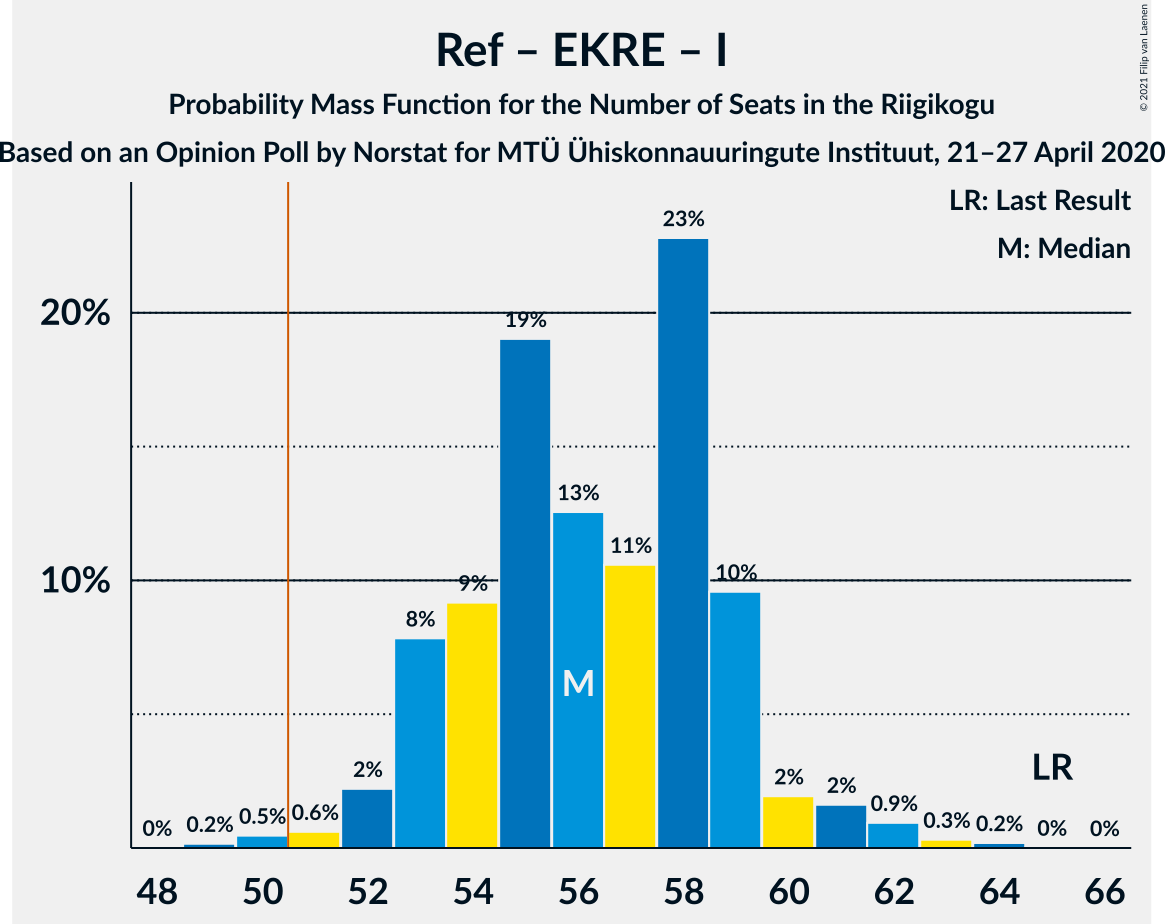 Ref – EKRE – I
Probability Mass Function for the Number of Seats in the Riigikogu
Based on an Opinion Poll by Norstat for MTÜ Ühiskonnauuringute Instituut, 21–27 April 2020
© 2021 Filip van Laenen
LR: Last Result
M: Median
23%
20%
19%
13%
11%
10%
10%
9%
8%
M
2%
LR
0%
0.2%
0.5%
0.6%
2%
2%
0.9%
0.3%
0.2%
0%
0%
48 50 52 54 56 58 60 62 64 66